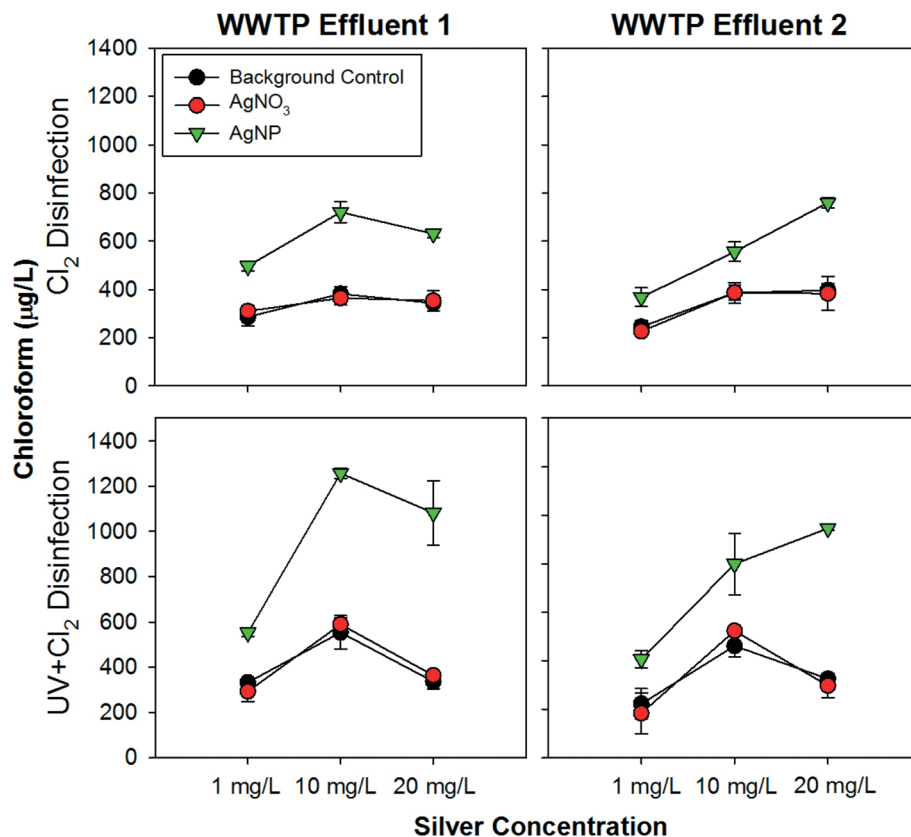 WWTP Effluent 1
WWTP Effluent 2
1400
1200
1000
800
600
400
200
0
Background Control
AgNO₃
AgNP
Cl₂ Disinfection
Chloroform (µg/L)
1400
1200
1000
800
600
400
200
0
UV+Cl₂ Disinfection
1 mg/L 10 mg/L 20 mg/L
1 mg/L 10 mg/L 20 mg/L
Silver Concentration